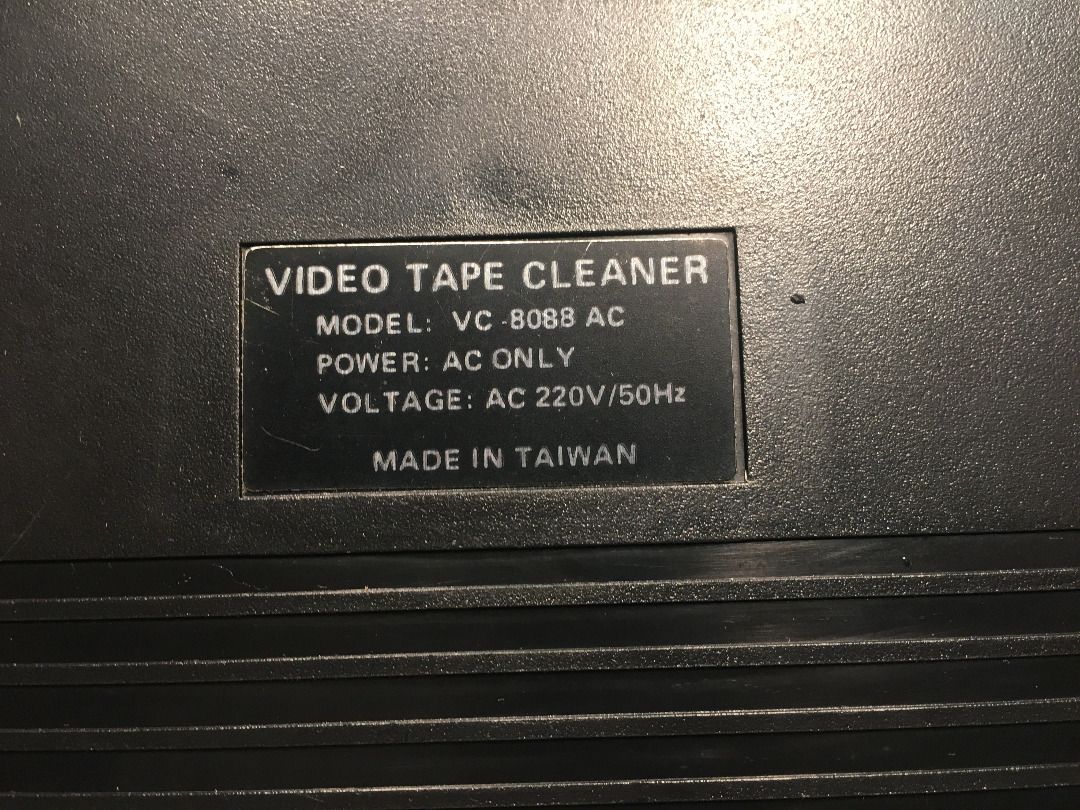 VIDEO TAPE CLEANER
MODEL: VC-8088 AC
POWER: AC ONLY
VOLTAGE: AC 220V/50Hz
MADE IN TAIWAN